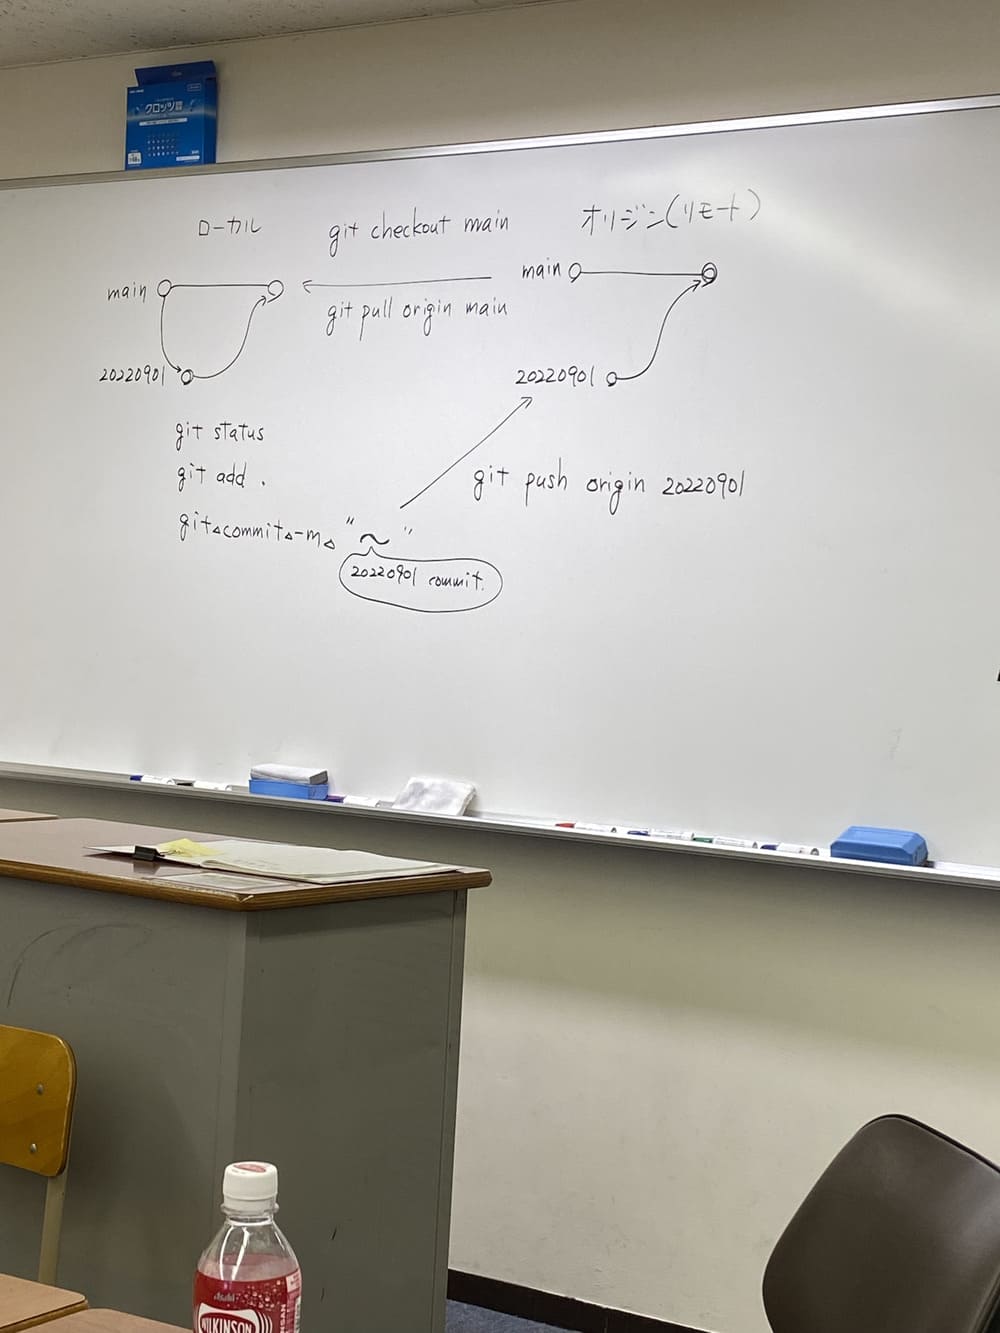 クロッツ
ローカル
git checkout main
オリジン(リモート)
main
main
git pull origin main
20220901
20220901
git status
git add .
git push origin 20220901
git△commit△-m△ "〜"
20220901 commit.
Asahi
WILKINSON